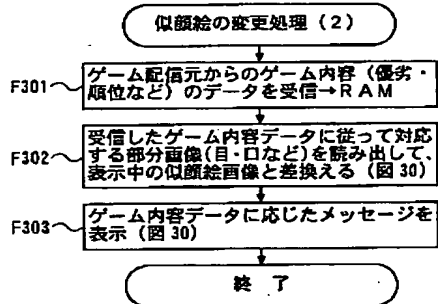 似顔絵の変更処理（2）
F301
ゲーム配信元からのゲーム内容（優劣・
順位など）のデータを受信→RAM
F302
受信したゲーム内容データに従って対応
する部分画像（目・口など）を読み出して、
表示中の似顔絵画像と差換える（図30）
F303
ゲーム内容データに応じたメッセージを
表示（図30）
終　了